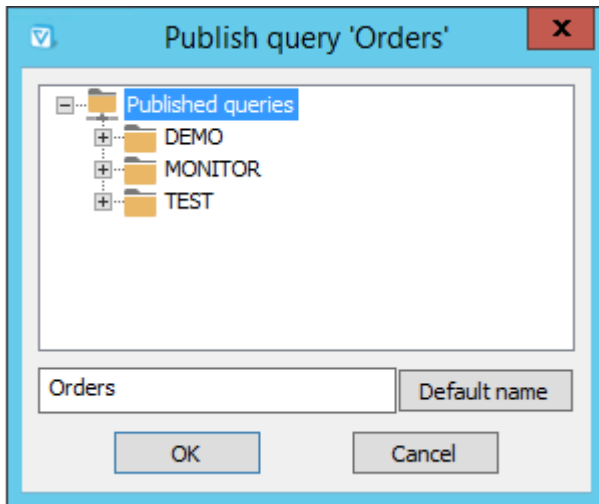 Publish query 'Orders'
x
Published queries
DEMO
MONITOR
TEST
Orders
Default name
OK
Cancel